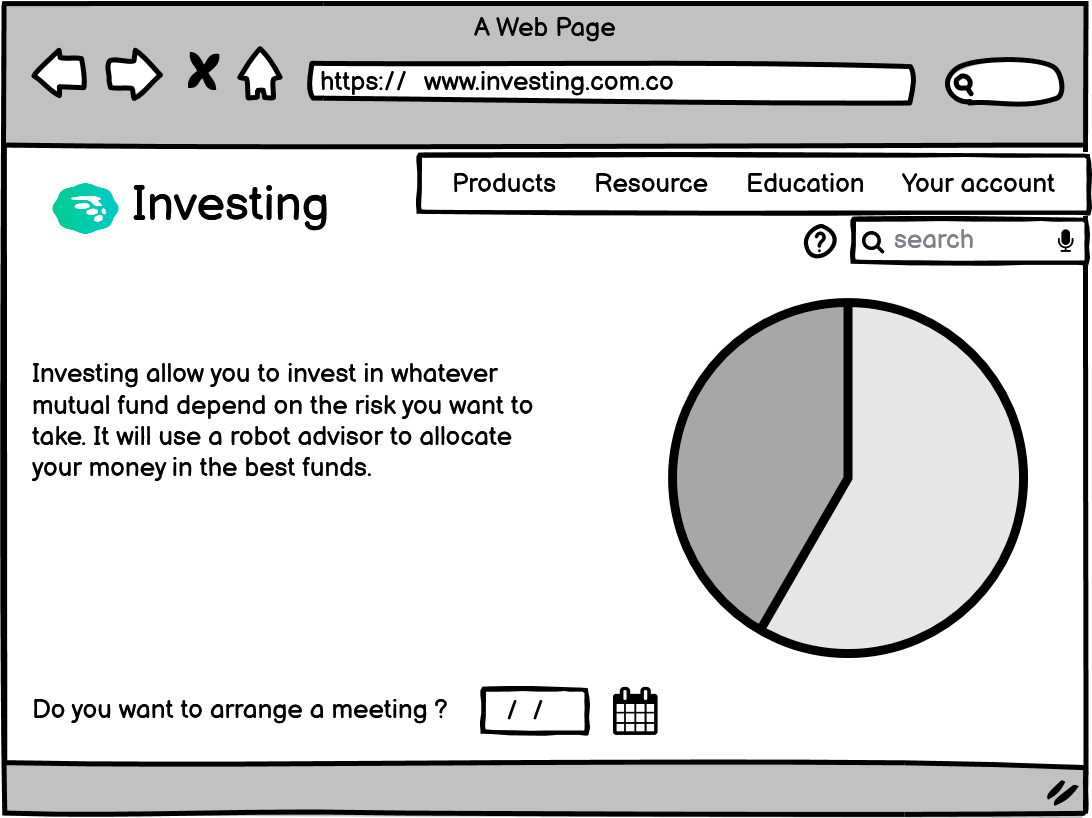 A Web Page
https:// www.investing.com.co
Investing
Products Resource Education Your account
? search
Investing allow you to invest in whatever
mutual fund depend on the risk you want to
take. It will use a robot advisor to allocate
your money in the best funds.
Do you want to arrange a meeting ? / /